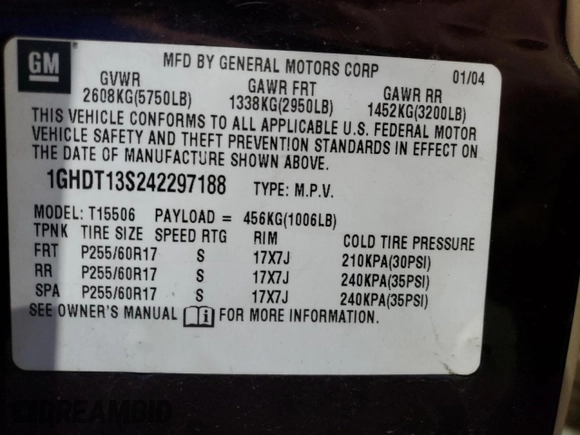 GM
MFD BY GENERAL MOTORS CORP
01/04
GVWR GAWR FRT GAWR RR
2608KG(5750LB) 1338KG(2950LB) 1452KG(3200LB)
THIS VEHICLE CONFORMS TO ALL APPLICABLE U.S. FEDERAL MOTOR
VEHICLE SAFETY AND THEFT PREVENTION STANDARDS IN EFFECT ON
THE DATE OF MANUFACTURE SHOWN ABOVE.
1GHDT13S242297188 TYPE: M.P.V.
MODEL: T15506 PAYLOAD = 456KG(1006LB)
TPNK TIRE SIZE SPEED RTG RIM COLD TIRE PRESSURE
FRT P255/60R17 S 17X7J 210KPA(30PSI)
RR P255/60R17 S 17X7J 240KPA(35PSI)
SPA P255/60R17 S 17X7J 240KPA(35PSI)
SEE OWNER'S MANUAL FOR MORE INFORMATION.
DREAMBID